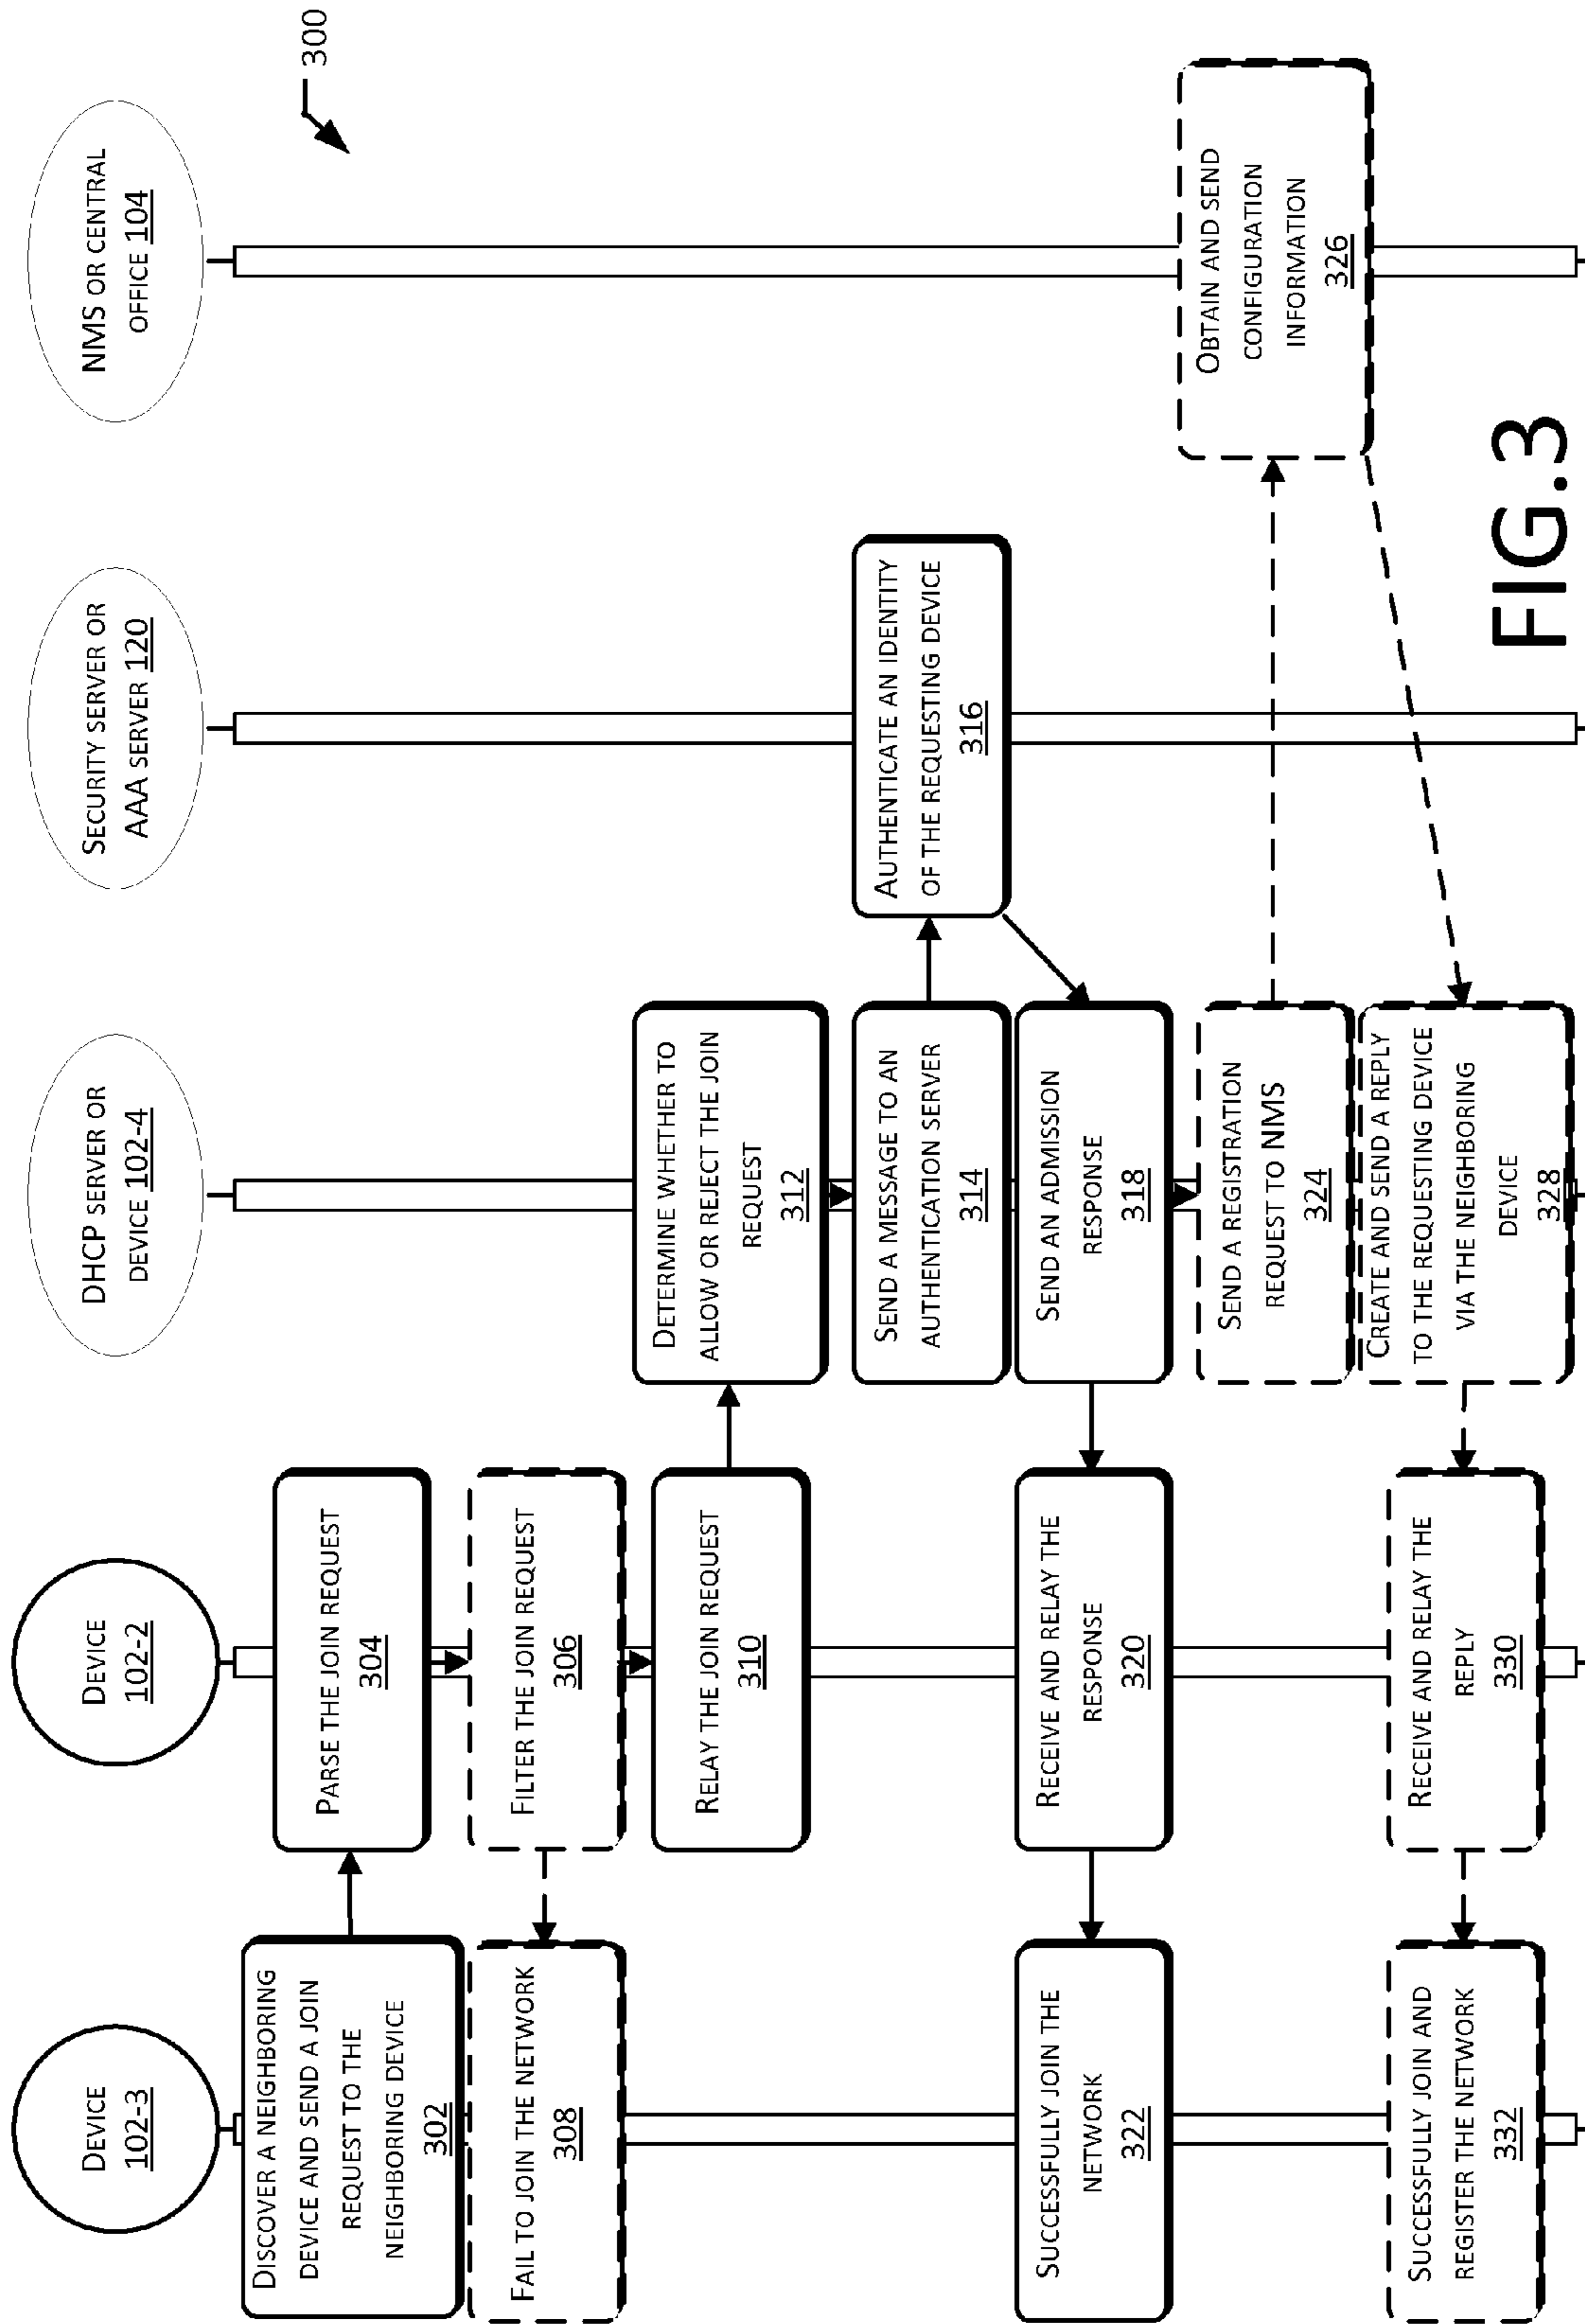 300
DEVICE
102-3
DEVICE
102-2
DHCP SERVER OR
DEVICE 102-4
SECURITY SERVER OR
AAA SERVER 120
NMS OR CENTRAL
OFFICE 104
DISCOVER A NEIGHBORING
DEVICE AND SEND A JOIN
REQUEST TO THE
NEIGHBORING DEVICE
302
PARSE THE JOIN REQUEST
304
FILTER THE JOIN REQUEST
306
FAIL TO JOIN THE NETWORK
308
RELAY THE JOIN REQUEST
310
DETERMINE WHETHER TO
ALLOW OR REJECT THE JOIN
REQUEST
312
SEND A MESSAGE TO AN
AUTHENTICATION SERVER
314
AUTHENTICATE AN IDENTITY
OF THE REQUESTING DEVICE
316
SEND AN ADMISSION
RESPONSE
318
RECEIVE AND RELAY THE
RESPONSE
320
SUCCESSFULLY JOIN THE
NETWORK
322
SEND A REGISTRATION
REQUEST TO NMS
324
OBTAIN AND SEND
CONFIGURATION
INFORMATION
326
CREATE AND SEND A REPLY
TO THE REQUESTING DEVICE
VIA THE NEIGHBORING
DEVICE
328
RECEIVE AND RELAY THE
REPLY
330
SUCCESSFULLY JOIN AND
REGISTER THE NETWORK
332
FIG.3